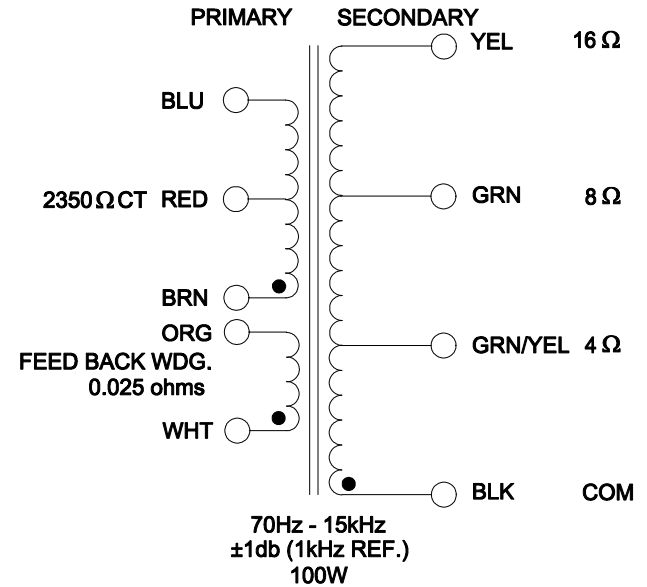 PRIMARY SECONDARY
YEL 16 Ω
BLU
2350 Ω CT RED
GRN 8 Ω
BRN
ORG
FEED BACK WDG.
0.025 ohms
GRN/YEL 4 Ω
WHT
BLK COM
70Hz - 15kHz
±1db (1kHz REF.)
100W